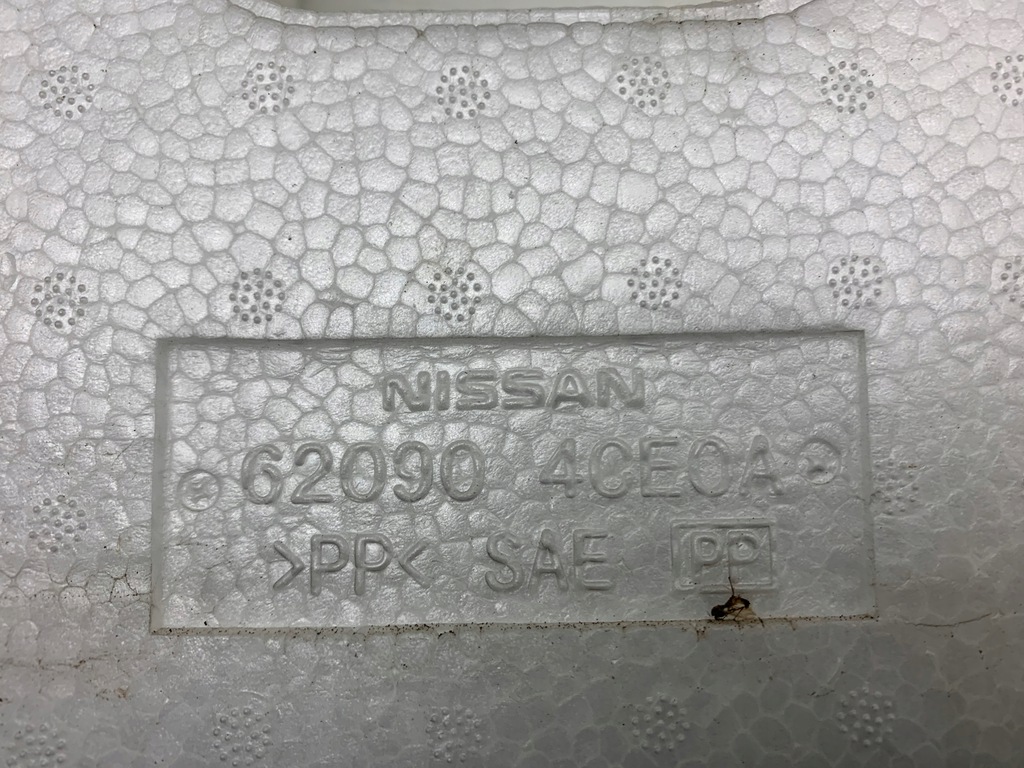 NISSAN
62090 4CE0A
>PP< SAE PP